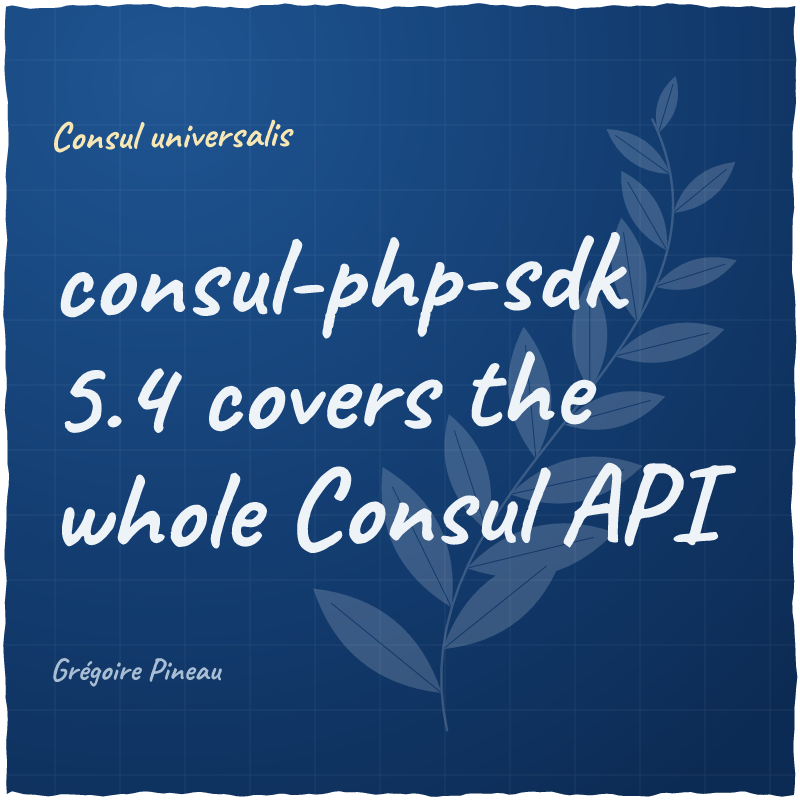 Consul universalis
consul-php-sdk
5.4 covers the
whole Consul API
Grégoire Pineau